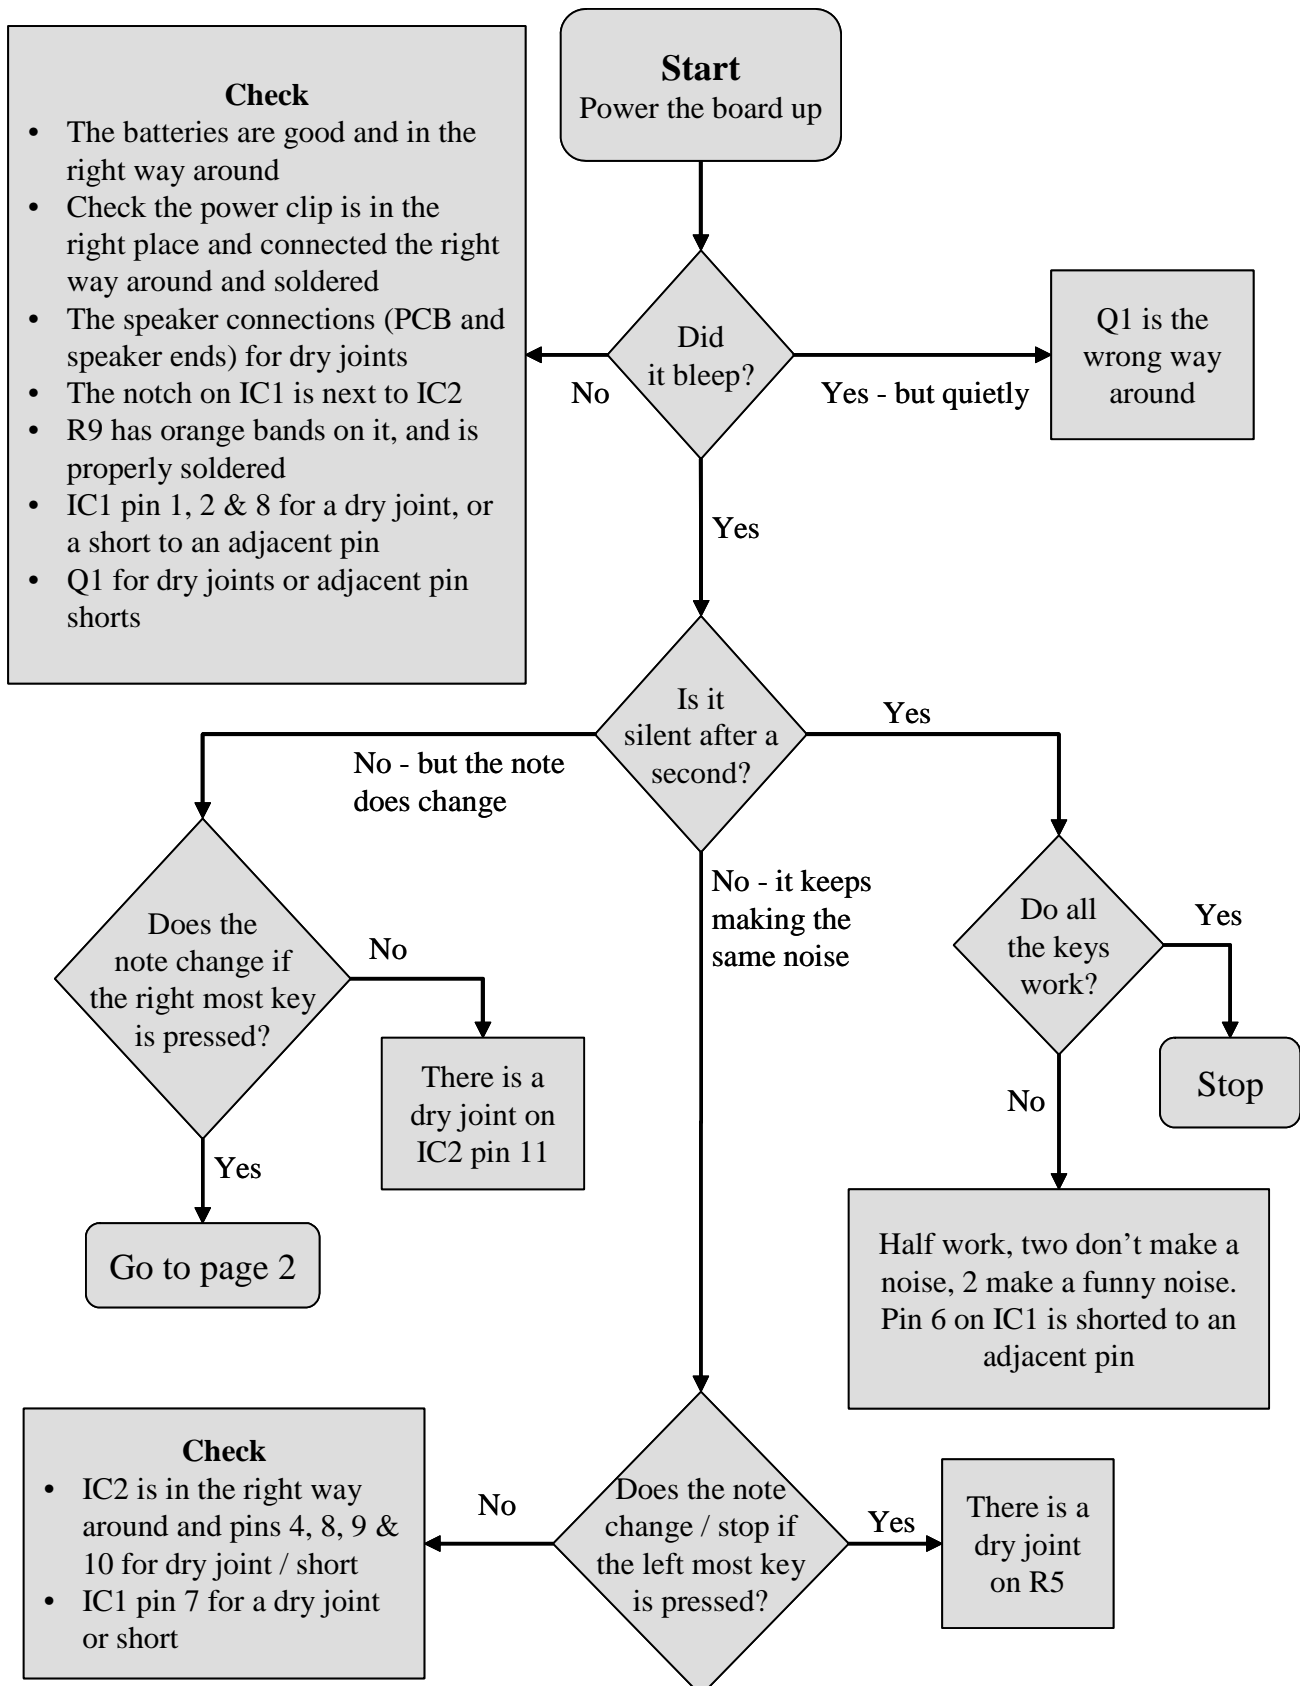 Start
Power the board up
Check
• The batteries are good and in the
right way around
• Check the power clip is in the
right place and connected the right
way around and soldered
• The speaker connections (PCB and
speaker ends) for dry joints
• The notch on IC1 is next to IC2
• R9 has orange bands on it, and is
properly soldered
• IC1 pin 1, 2 & 8 for a dry joint, or
a short to an adjacent pin
• Q1 for dry joints or adjacent pin
shorts
Did
it bleep?
No
Yes - but quietly
Q1 is the
wrong way
around
Yes
Is it
silent after a
second?
Yes
No - but the note
does change
No - it keeps
making the
same noise
Does the
note change if
the right most key
is pressed?
No
There is a
dry joint on
IC2 pin 11
Yes
Go to page 2
Do all
the keys
work?
Yes
Stop
No
Half work, two don’t make a
noise, 2 make a funny noise.
Pin 6 on IC1 is shorted to an
adjacent pin
Does the note
change / stop if
the left most key
is pressed?
No
Check
• IC2 is in the right way
around and pins 4, 8, 9 &
10 for dry joint / short
• IC1 pin 7 for a dry joint
or short
Yes
There is a
dry joint
on R5